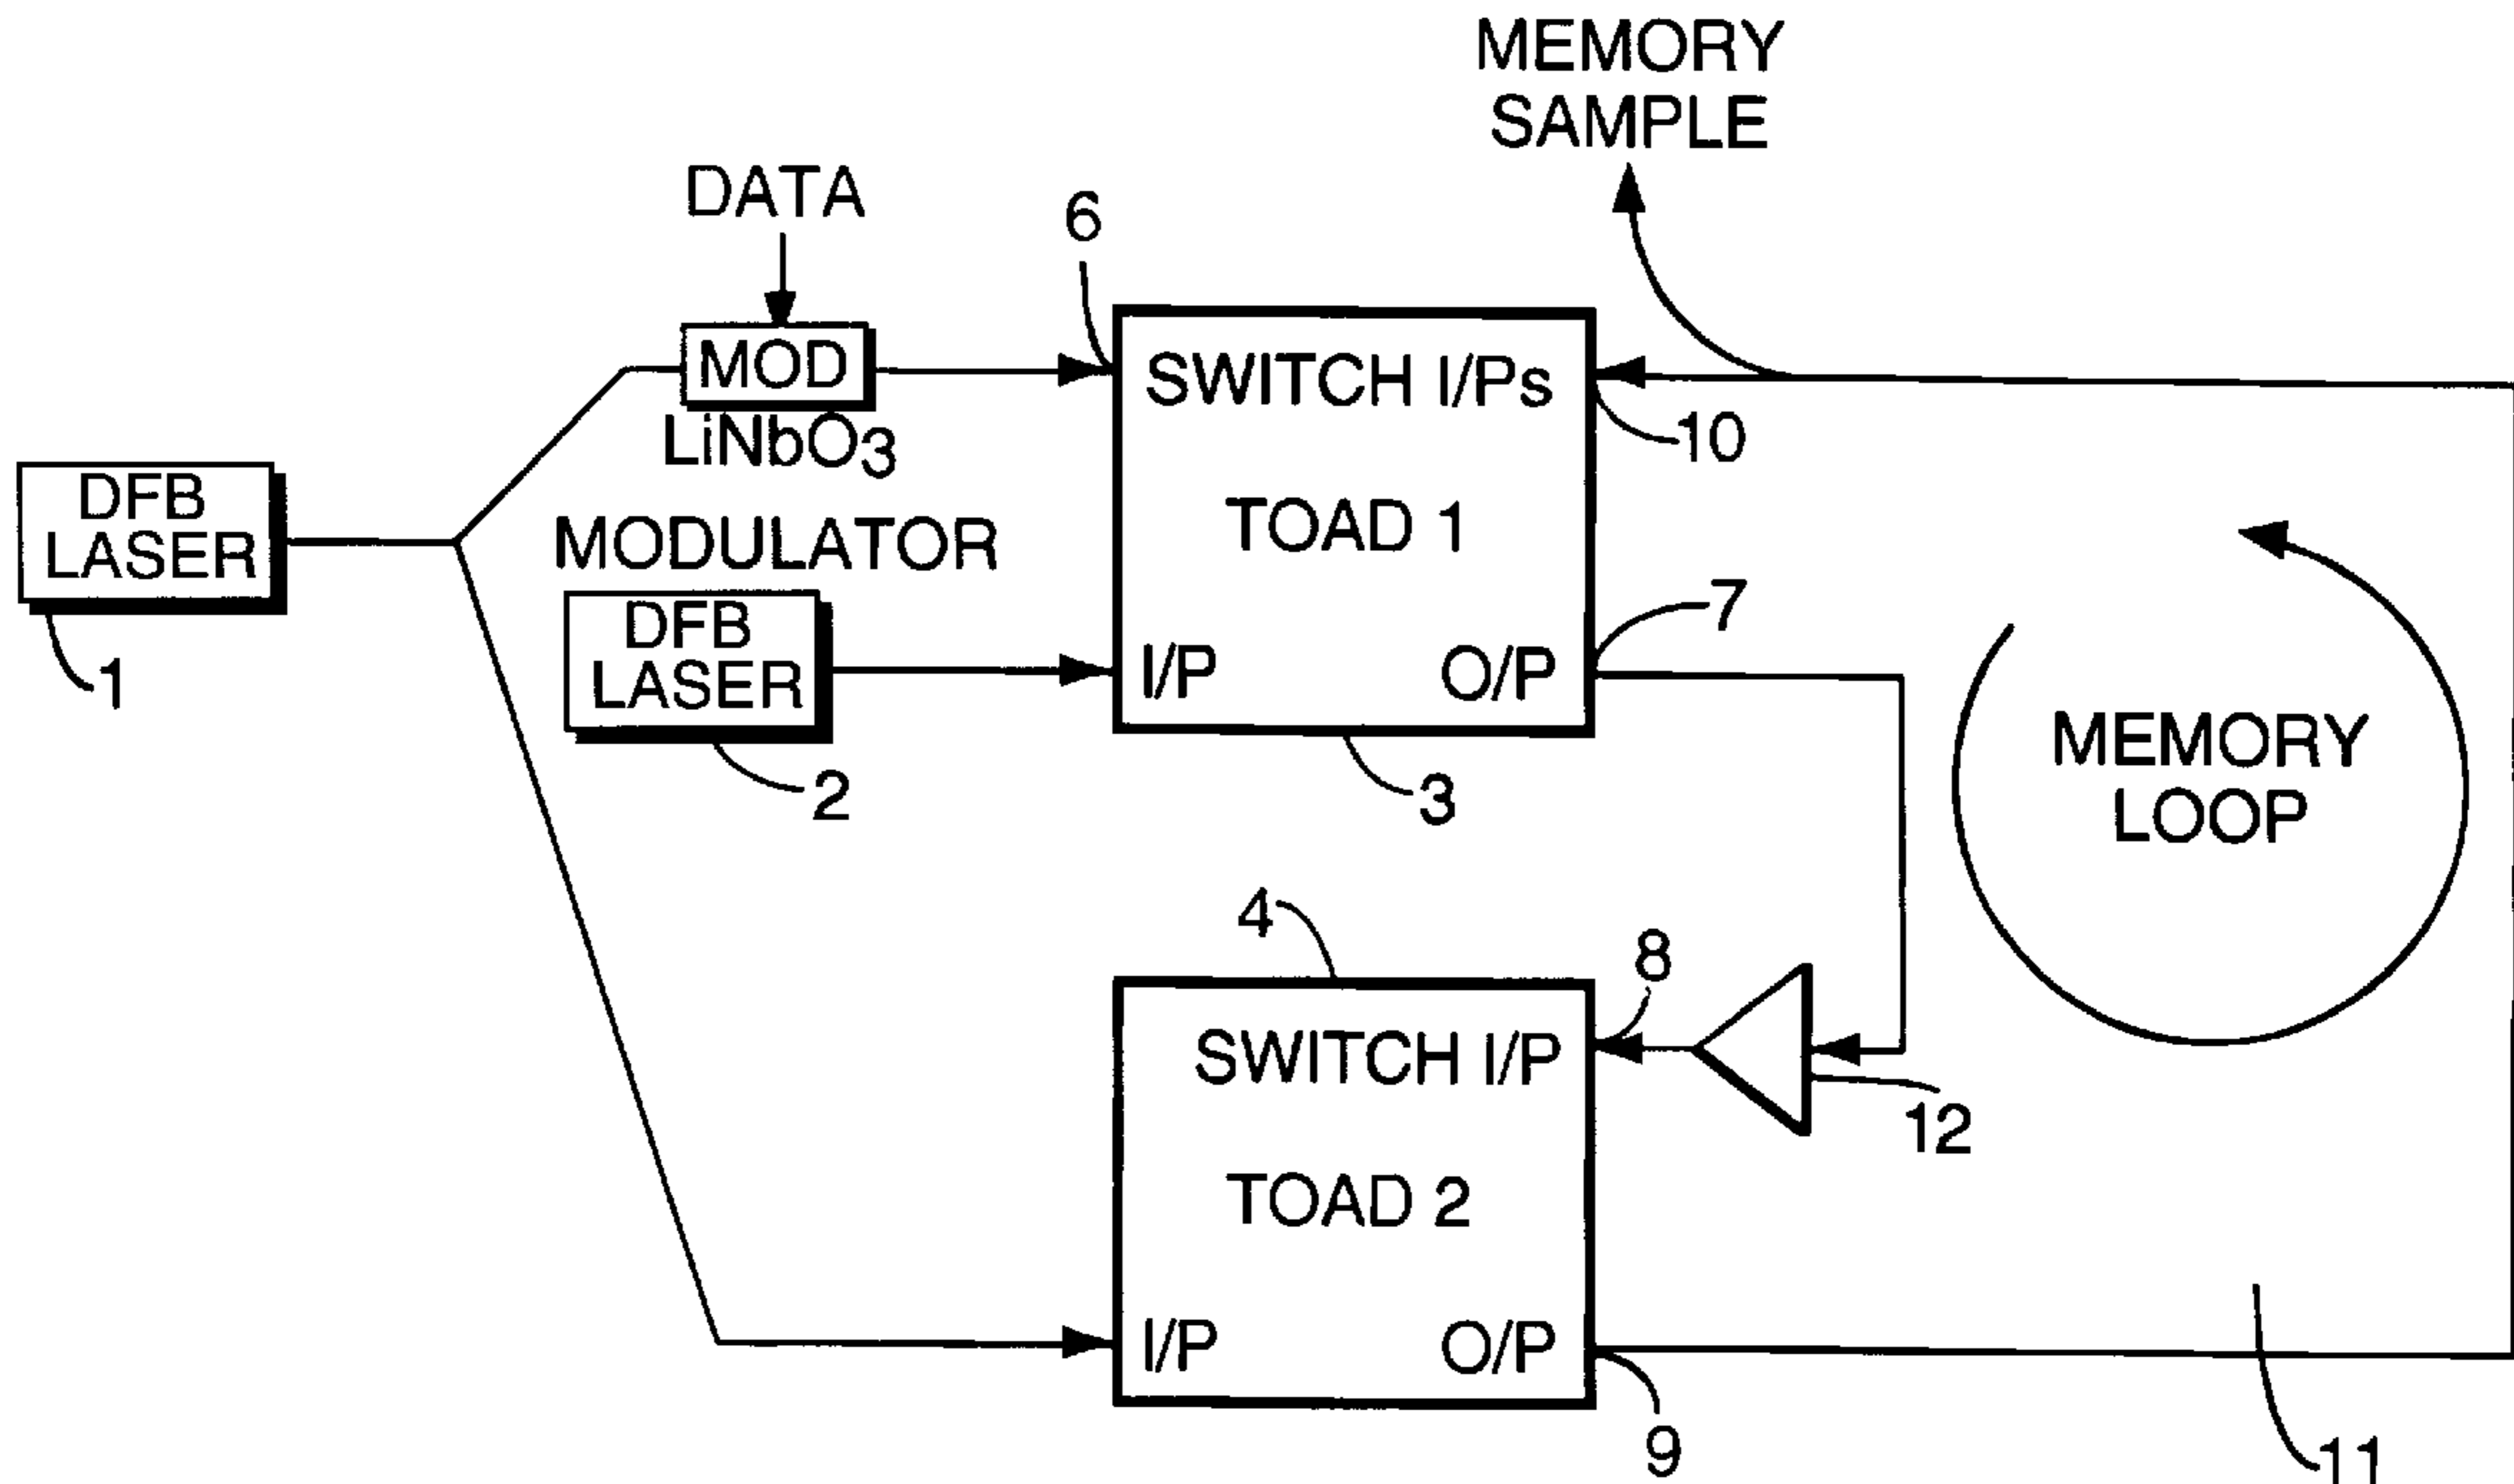 MEMORY
SAMPLE
DATA
6
MOD
LiNbO3
MODULATOR
SWITCH I/Ps
10
DFB
LASER
1
TOAD 1
DFB
LASER
2
I/P
O/P
7
3
MEMORY
LOOP
4
8
SWITCH I/P
12
TOAD 2
I/P
O/P
9
11